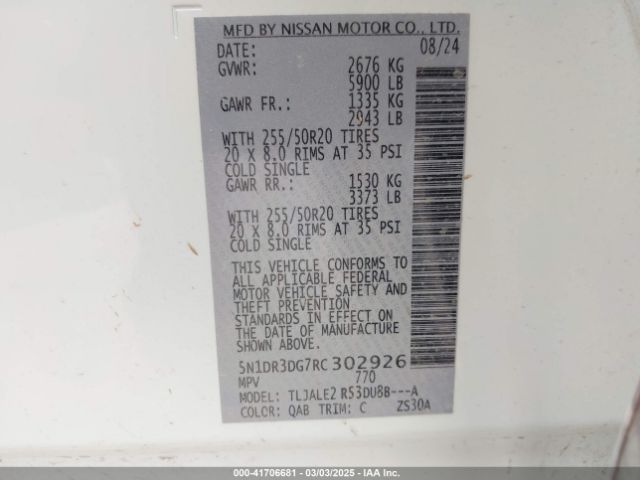 MFD BY NISSAN MOTOR CO., LTD.
DATE: 08/24
GVWR: 2676 KG
5900 LB
GAWR FR.: 1335 KG
2943 LB
WITH 255/50R20 TIRES
20 X 8.0 RIMS AT 35 PSI
COLD SINGLE
GAWR RR.: 1530 KG
3373 LB
WITH 255/50R20 TIRES
20 X 8.0 RIMS AT 35 PSI
COLD SINGLE
THIS VEHICLE CONFORMS TO
ALL APPLICABLE FEDERAL
MOTOR VEHICLE SAFETY AND
THEFT PREVENTION
STANDARDS IN EFFECT ON
THE DATE OF MANUFACTURE
SHOWN ABOVE.
5N1DR3DG7RC302926
MPV 770
MODEL: TLJALE2 R53DU8B---A
COLOR: QAB TRIM: C ZS30A
000-41706681 | 03/03/2025 - IAA Inc.